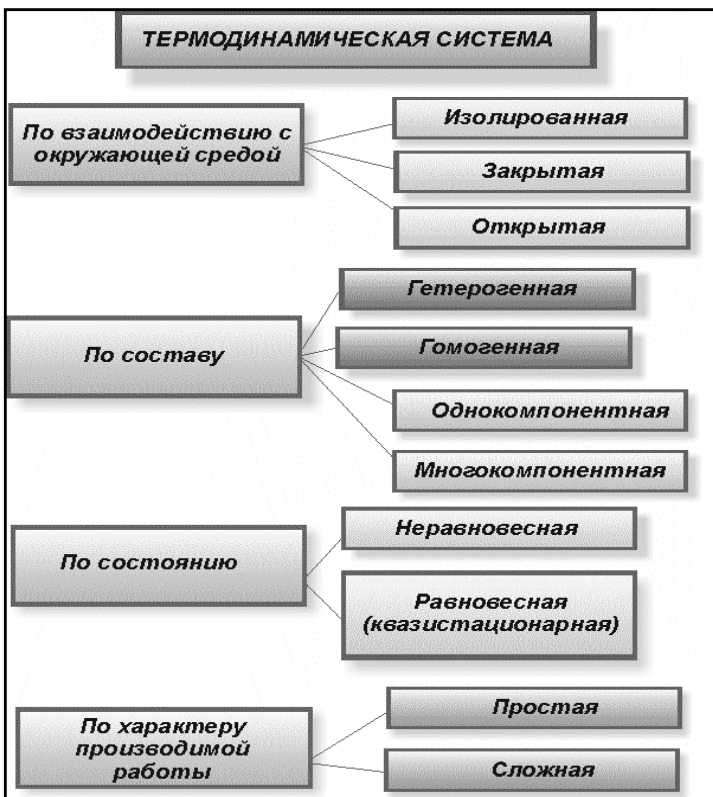 ТЕРМОДИНАМИЧЕСКАЯ СИСТЕМА
По взаимодействию с
окружающей средой
Изолированная
Закрытая
Открытая
По составу
Гетерогенная
Гомогенная
Однокомпонентная
Многокомпонентная
По состоянию
Неравновесная
Равновесная
(квазистационарная)
По характеру
производимой
работы
Простая
Сложная